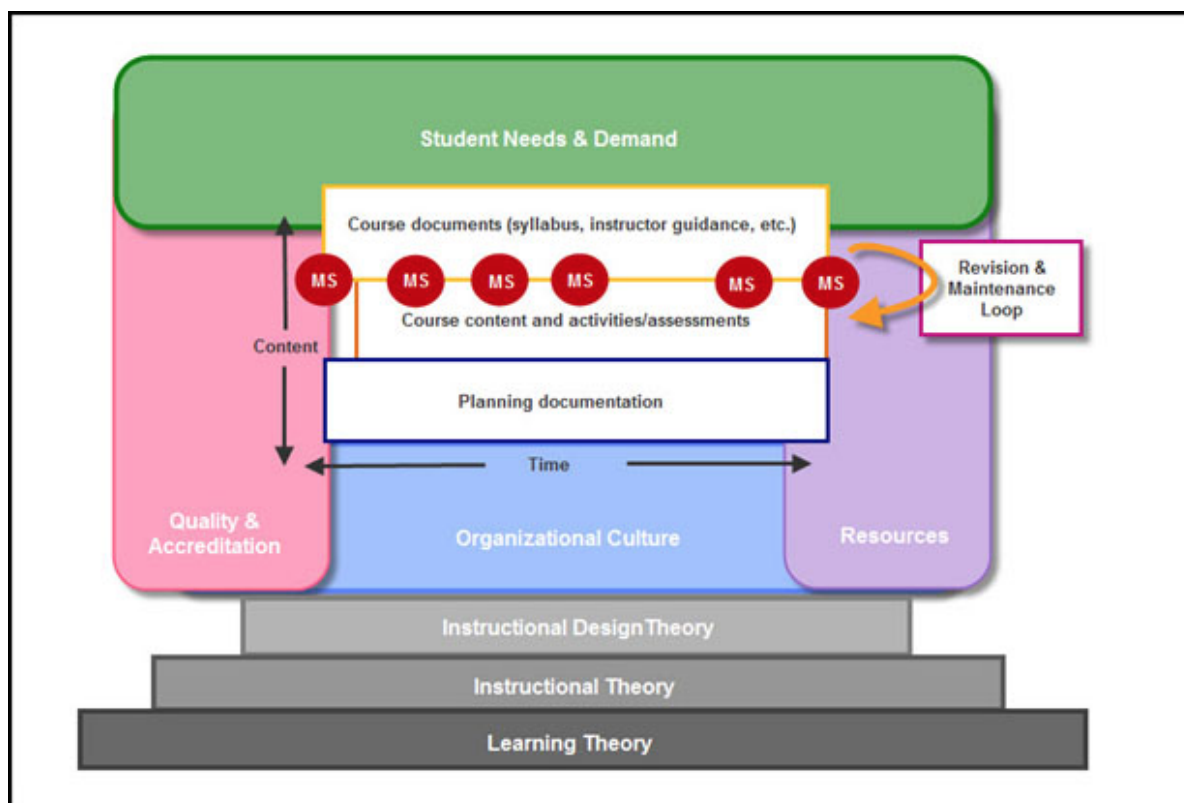 Student Needs & Demand
Course documents (syllabus, instructor guidance, etc.)
MS
MS
MS
MS
MS
MS
Revision &
Maintenance
Loop
Course content and activities/assessments
Content
Planning documentation
Time
Quality &
Accreditation
Organizational Culture
Resources
Instructional Design Theory
Instructional Theory
Learning Theory